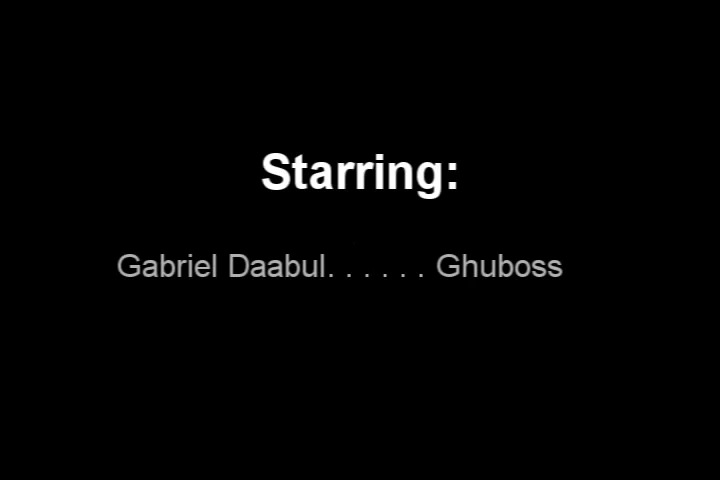 Starring:
Gabriel Daabul. . . . . . Ghuboss